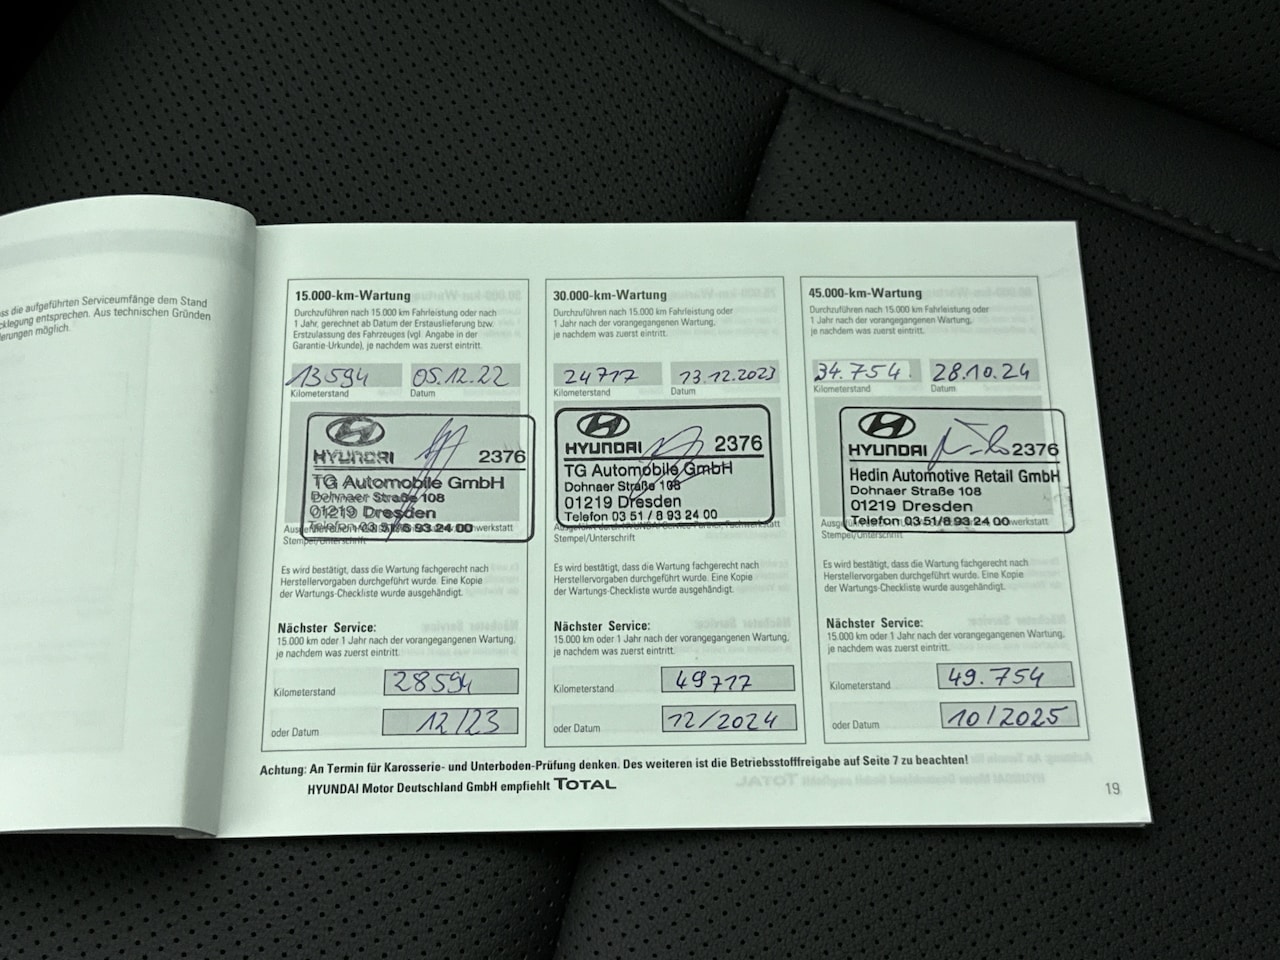 ss die aufgeführten Serviceumfänge dem Stand
cklegung entsprechen. Aus technischen Gründen
erungen möglich.
15.000-km-Wartung
Durchzuführen nach 15.000 km Fahrleistung oder nach
1 Jahr, gerechnet ab Datum der Erstauslieferung bzw.
Erstzulassung des Fahrzeuges (vgl. Angabe in der
Garantie-Urkunde), je nachdem was zuerst eintritt.
13594 05.12.22
Kilometerstand Datum
HYUNDAI 2376
TG Automobile GmbH
Dohnaer Straße 108
01219 Dresden
Telefon 03 51/8 93 24 00
Stempel/Unterschrift
Es wird bestätigt, dass die Wartung fachgerecht nach
Herstellervorgaben durchgeführt wurde. Eine Kopie
der Wartungs-Checkliste wurde ausgehändigt.
Nächster Service:
15.000 km oder 1 Jahr nach der vorangegangenen Wartung,
je nachdem was zuerst eintritt.
Kilometerstand 28594
oder Datum 12/23
30.000-km-Wartung
Durchzuführen nach 15.000 km Fahrleistung oder
1 Jahr nach der vorangegangenen Wartung,
je nachdem was zuerst eintritt.
24717 13.12.2023
Kilometerstand Datum
HYUNDAI 2376
TG Automobile GmbH
Dohnaer Straße 108
01219 Dresden
Telefon 03 51 / 8 93 24 00
Stempel/Unterschrift
Es wird bestätigt, dass die Wartung fachgerecht nach
Herstellervorgaben durchgeführt wurde. Eine Kopie
der Wartungs-Checkliste wurde ausgehändigt.
Nächster Service:
15.000 km oder 1 Jahr nach der vorangegangenen Wartung,
je nachdem was zuerst eintritt.
Kilometerstand 49717
oder Datum 12/2024
45.000-km-Wartung
Durchzuführen nach 15.000 km Fahrleistung oder
1 Jahr nach der vorangegangenen Wartung,
je nachdem was zuerst eintritt.
34.754 28.10.24
Kilometerstand Datum
HYUNDAI 2376
Hedin Automotive Retail GmbH
Dohnaer Straße 108
01219 Dresden
Telefon 03 51/8 93 24 00
Stempel/Unterschrift
Es wird bestätigt, dass die Wartung fachgerecht nach
Herstellervorgaben durchgeführt wurde. Eine Kopie
der Wartungs-Checkliste wurde ausgehändigt.
Nächster Service:
15.000 km oder 1 Jahr nach der vorangegangenen Wartung,
je nachdem was zuerst eintritt.
Kilometerstand 49.754
oder Datum 10/2025
Achtung: An Termin für Karosserie- und Unterboden-Prüfung denken. Des weiteren ist die Betriebsstofffreigabe auf Seite 7 zu beachten!
HYUNDAI Motor Deutschland GmbH empfiehlt TOTAL
19